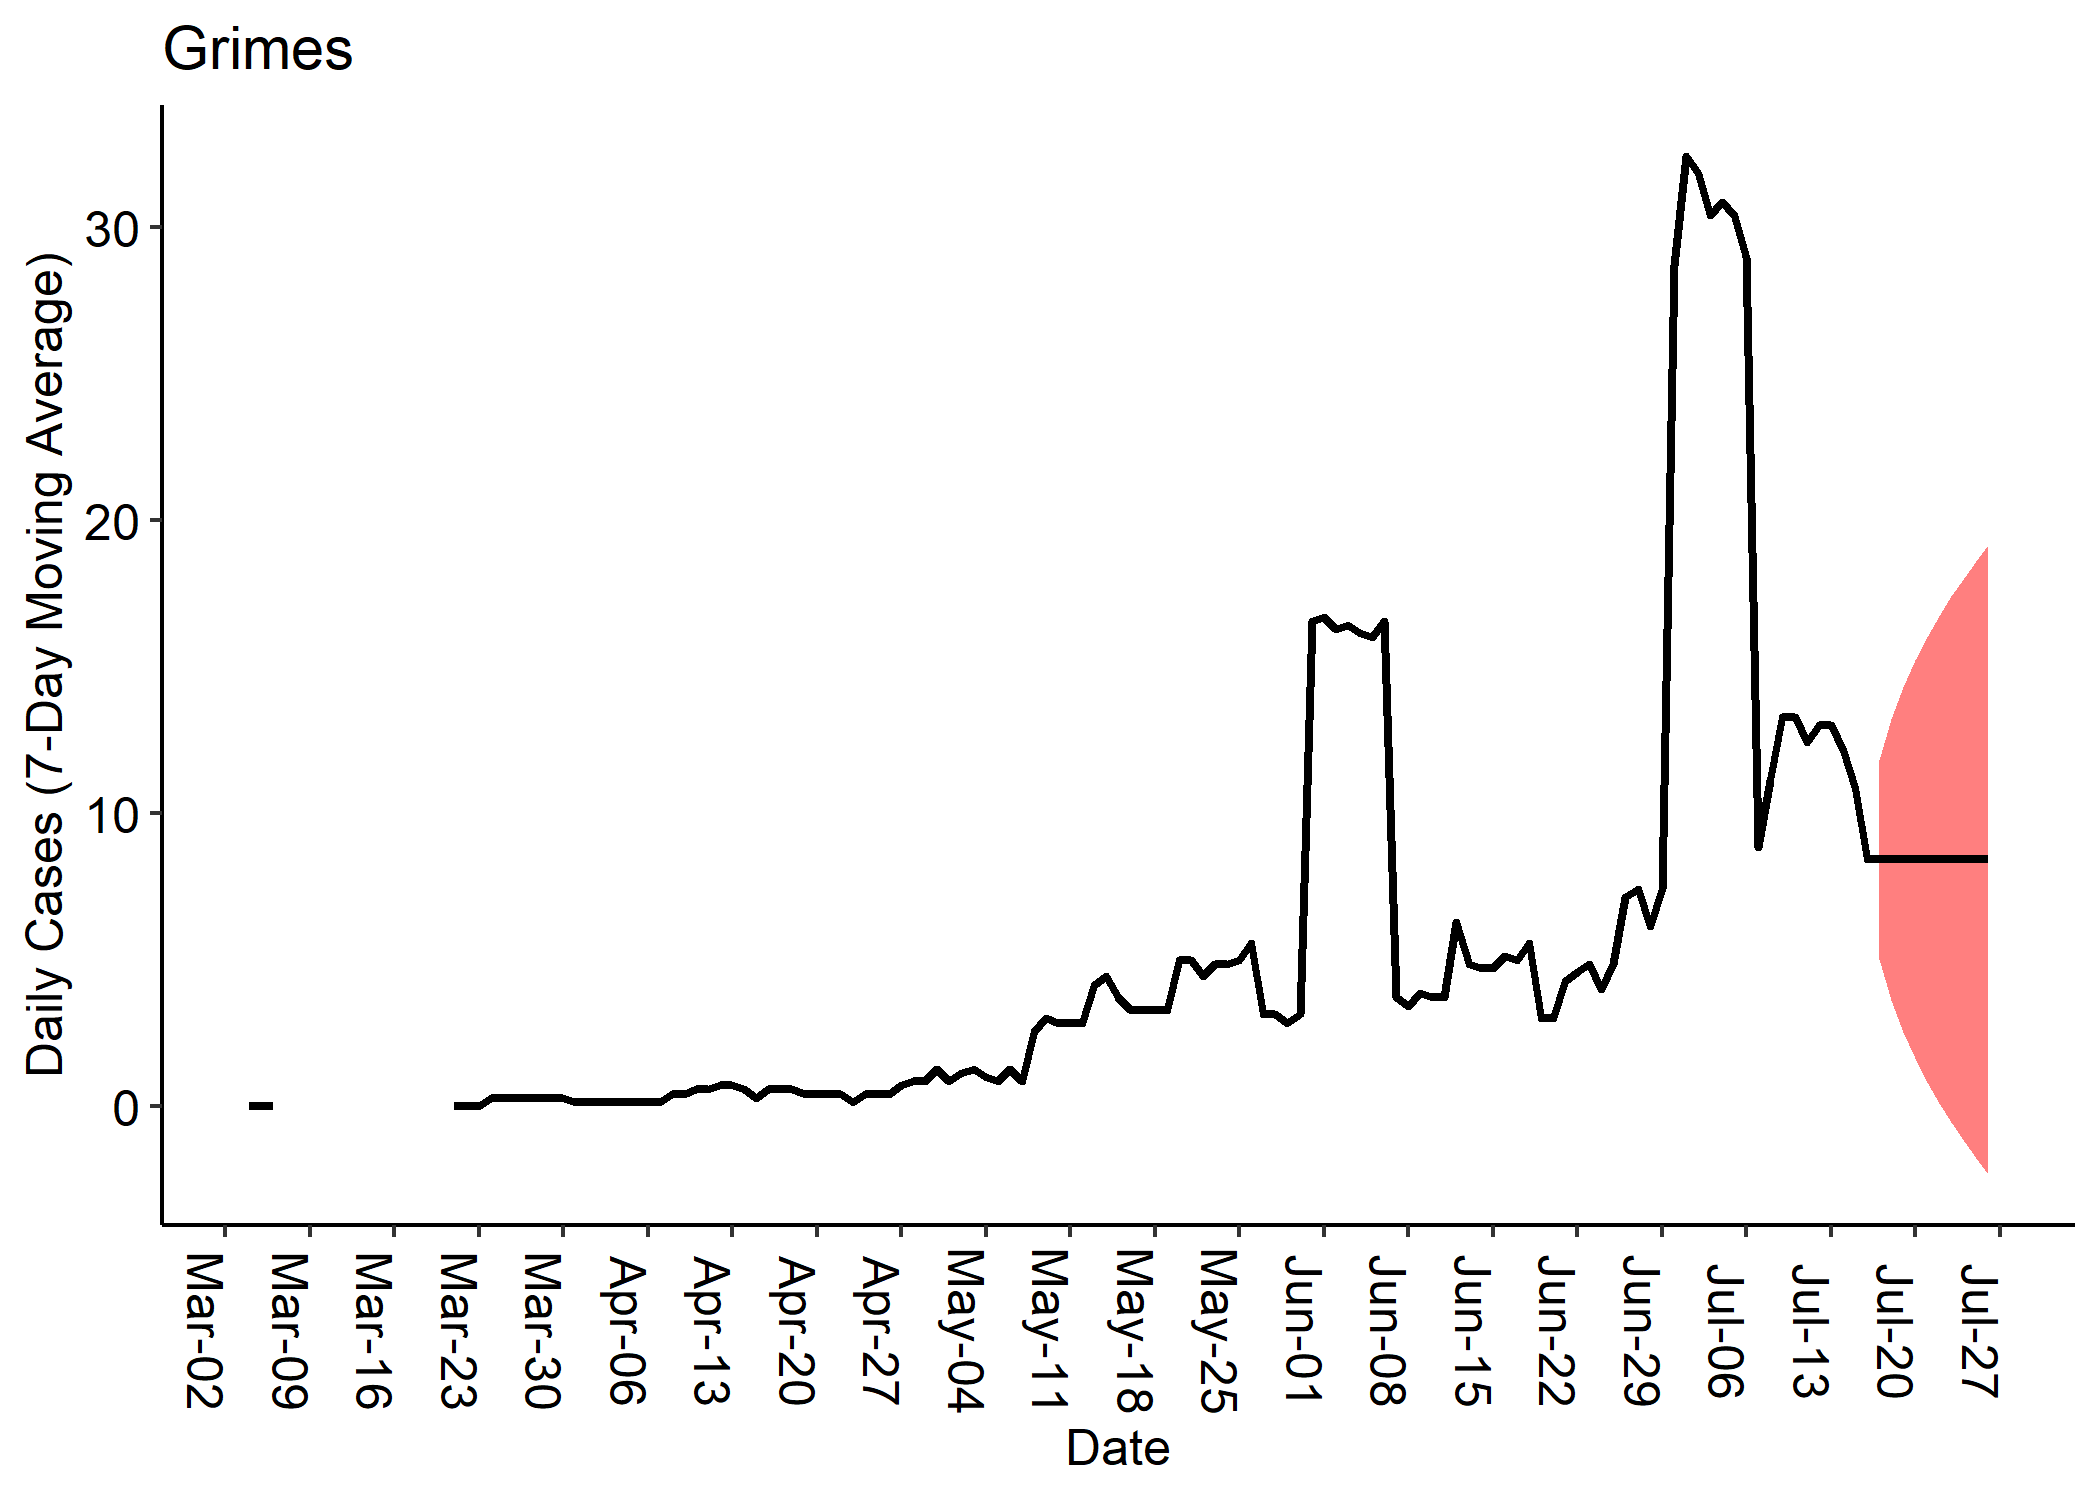 Grimes
Daily Cases (7-Day Moving Average)
30
20
10
0
Mar-02
Mar-09
Mar-16
Mar-23
Mar-30
Apr-06
Apr-13
Apr-20
Apr-27
May-04
May-11
May-18
May-25
Jun-01
Jun-08
Jun-15
Jun-22
Jun-29
Jul-06
Jul-13
Jul-20
Jul-27
Date